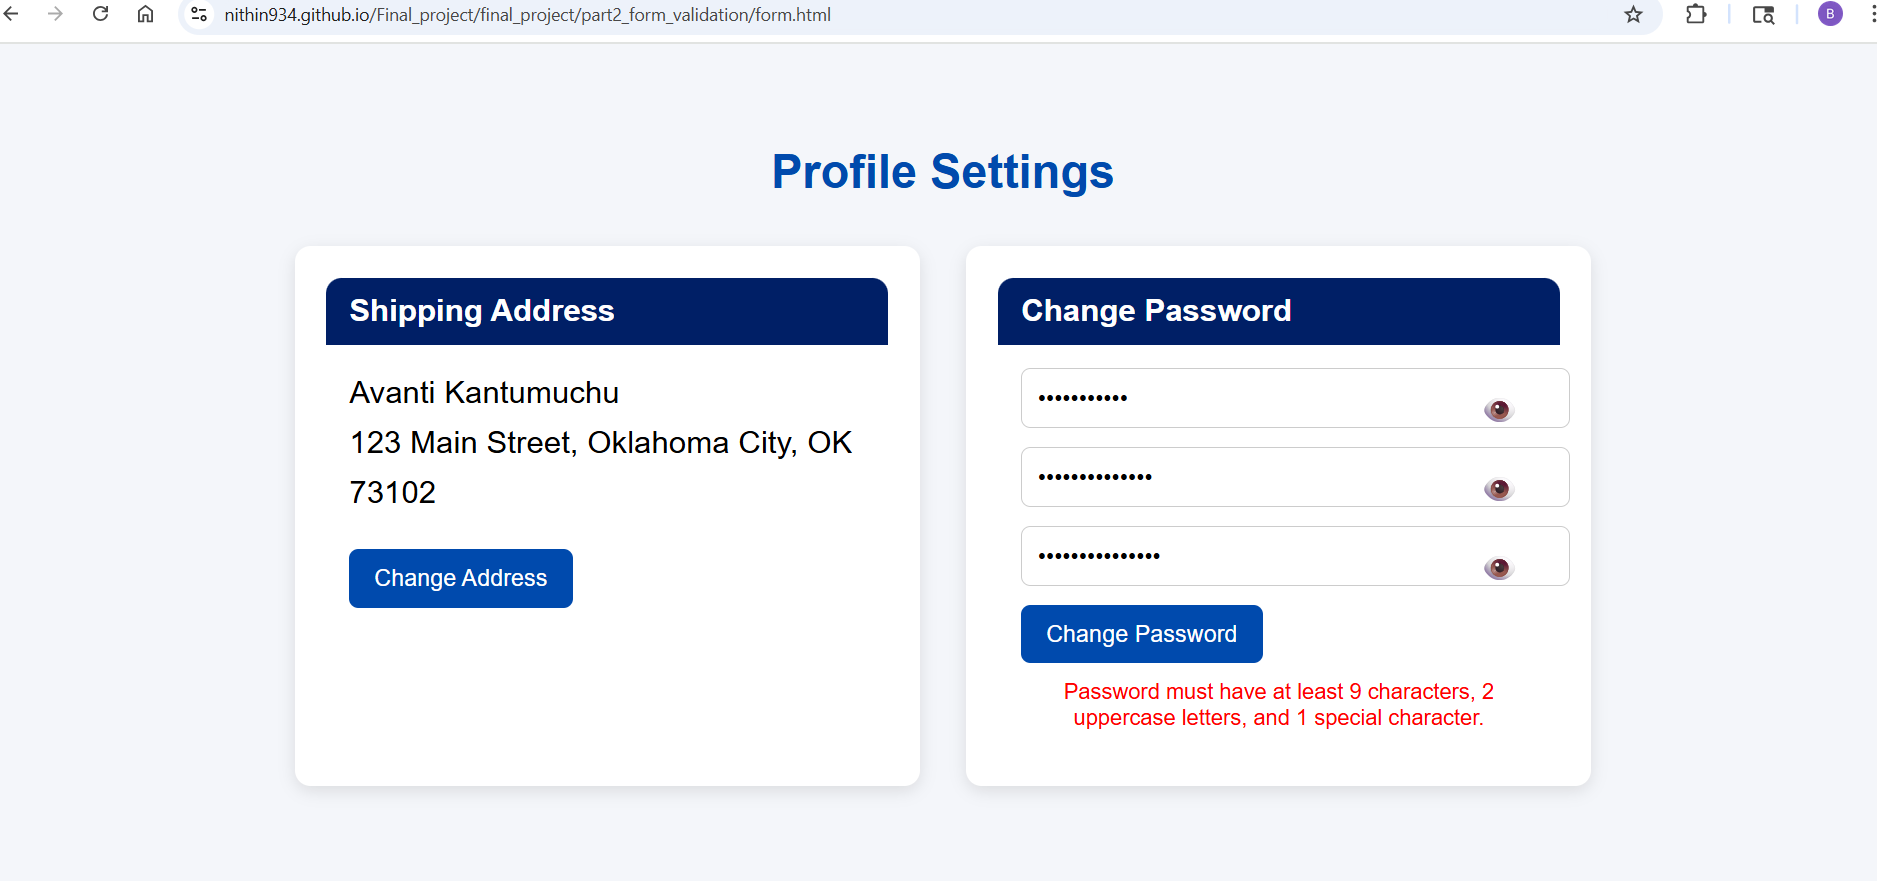 nithin934.github.io/Final_project/final_project/part2_form_validation/form.html
B
Profile Settings
Shipping Address
Avanti Kantumuchu
123 Main Street, Oklahoma City, OK
73102
Change Address
Change Password
•••••••••••
••••••••••••••
•••••••••••••••
Change Password
Password must have at least 9 characters, 2
uppercase letters, and 1 special character.